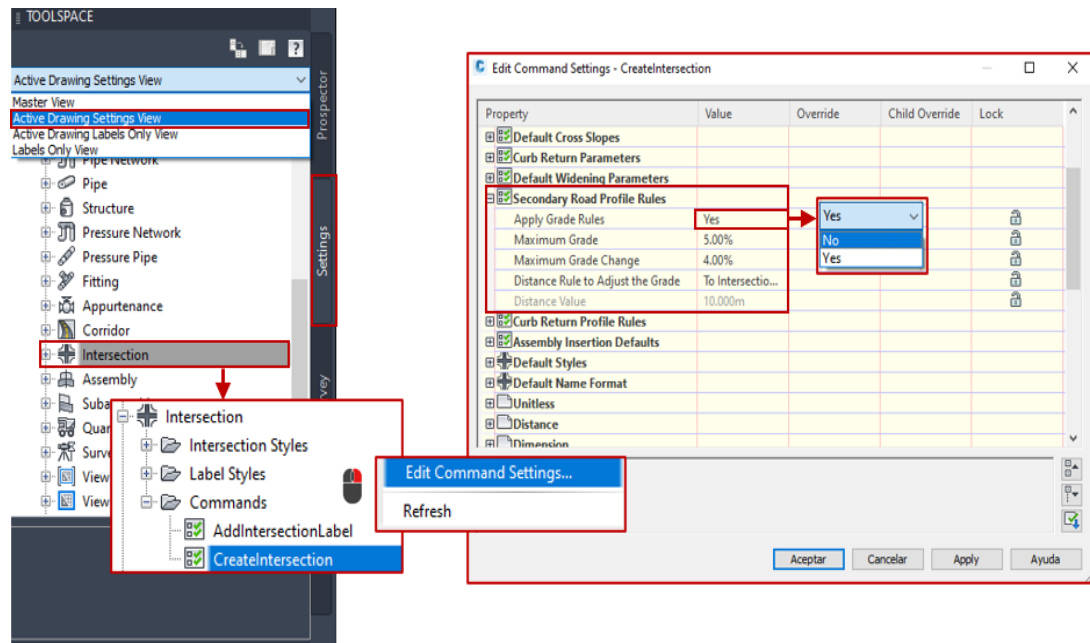 TOOLSPACE
Active Drawing Settings View
Master View
Active Drawing Settings View
Active Drawing Labels Only View
Labels Only View
Pipe Network
Pipe
Structure
Pressure Network
Pressure Pipe
Fitting
Appurtenance
Corridor
Intersection
Assembly
Suba
Quan
Surve
View
View
Prospector
Settings
vey
Intersection
Intersection Styles
Label Styles
Commands
AddIntersectionLabel
CreateIntersection
Edit Command Settings...
Refresh
Edit Command Settings - CreateIntersection
Property Value Override Child Override Lock
Default Cross Slopes
Curb Return Parameters
Default Widening Parameters
Secondary Road Profile Rules
Apply Grade Rules Yes
Yes
No
Yes
Maximum Grade 5.00%
Maximum Grade Change 4.00%
Distance Rule to Adjust the Grade To Intersectio...
Distance Value 10.000m
Curb Return Profile Rules
Assembly Insertion Defaults
Default Styles
Default Name Format
Unitless
Distance
Dimension
Aceptar Cancelar Apply Ayuda